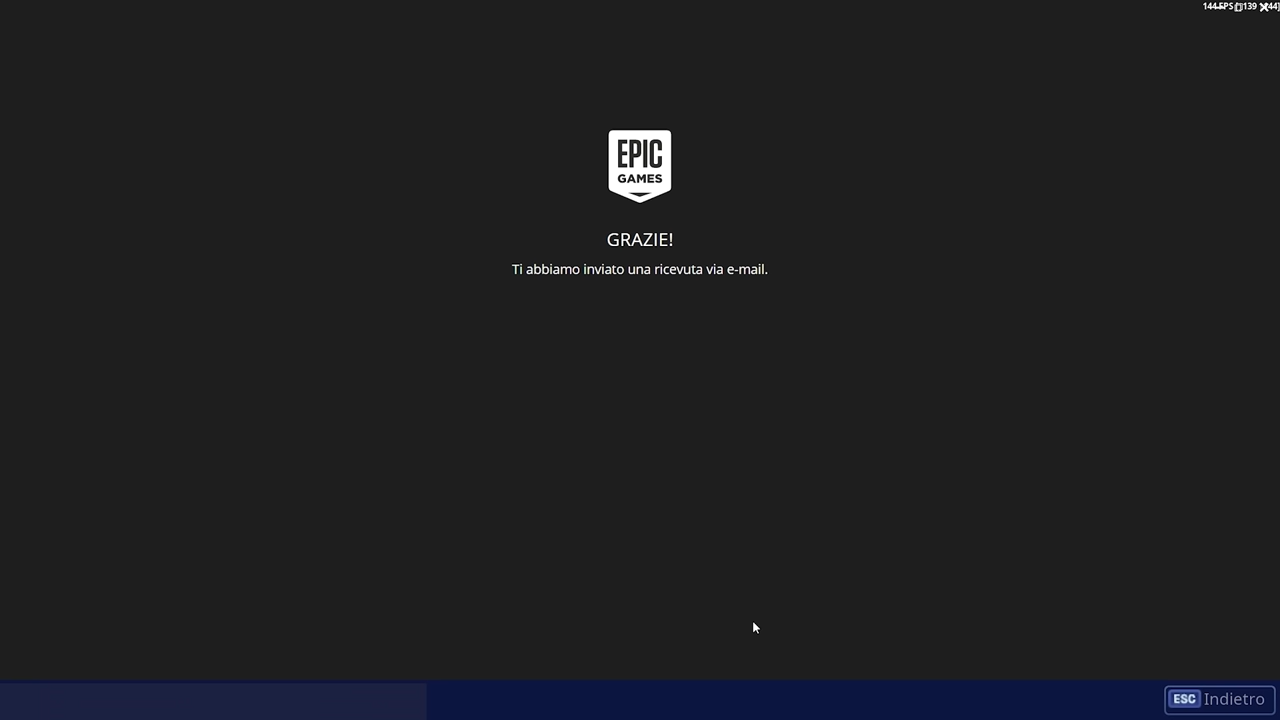 EPIC
GAMES
GRAZIE!
Ti abbiamo inviato una ricevuta via e-mail.
ESC Indietro